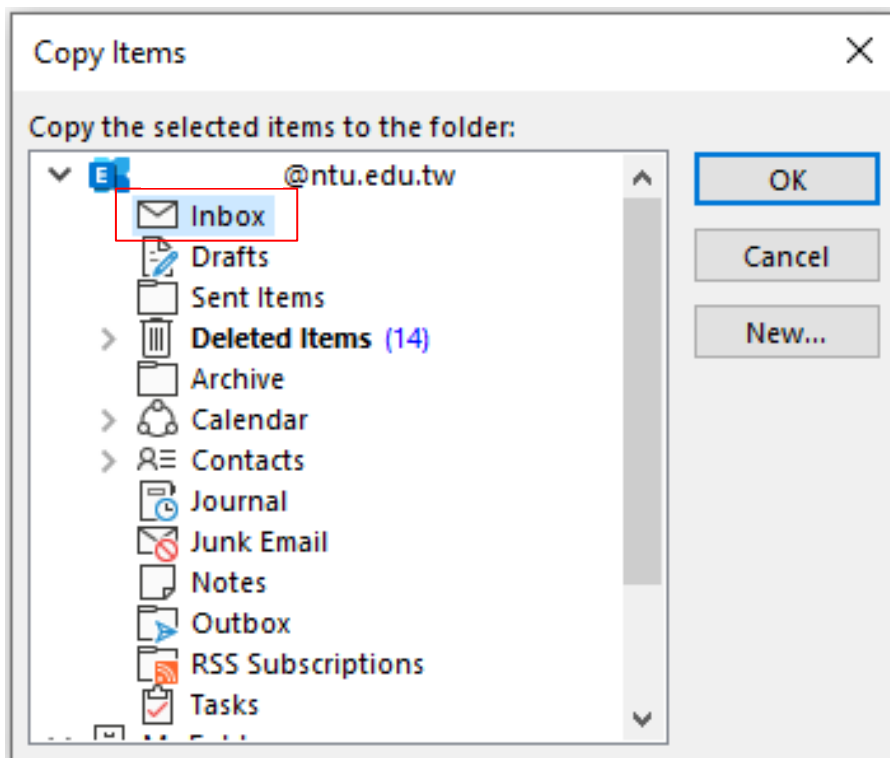 Copy Items
Copy the selected items to the folder:
@ntu.edu.tw
OK
Inbox
Drafts
Cancel
Sent Items
New...
Deleted Items (14)
Archive
Calendar
Contacts
Journal
Junk Email
Notes
Outbox
RSS Subscriptions
Tasks